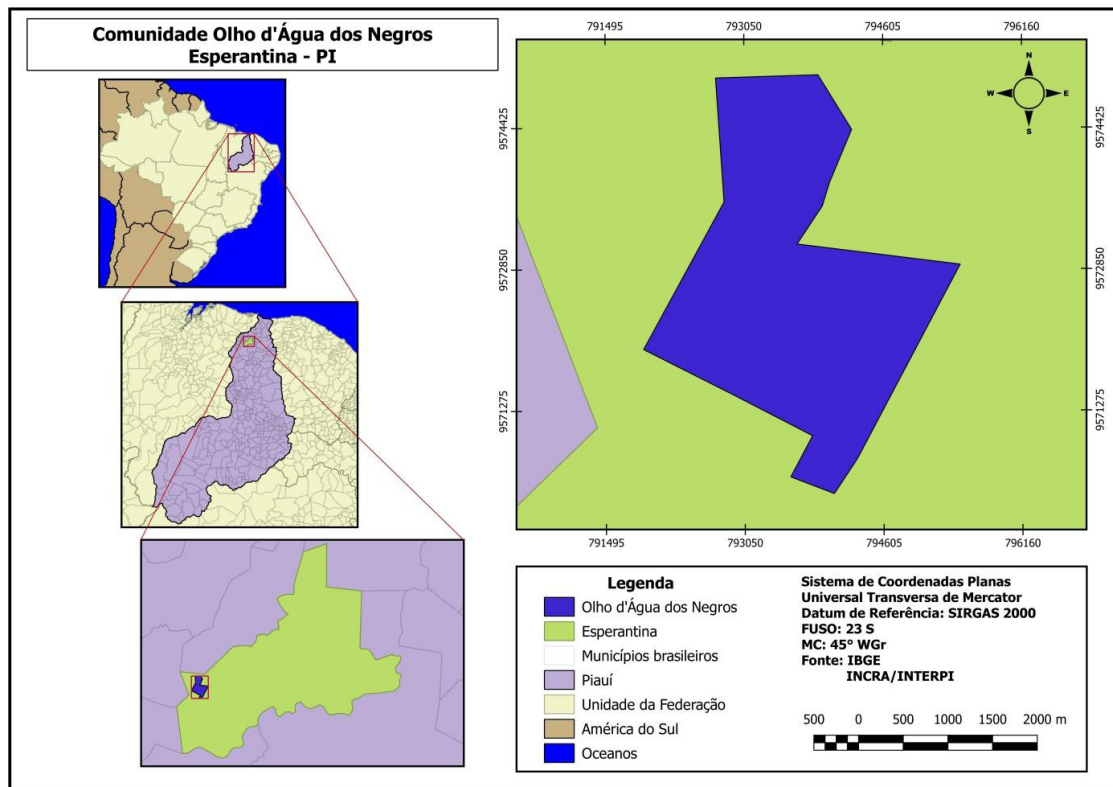 Comunidade Olho d'Água dos Negros
Esperantina - PI
791495
793050
794605
796160
N
W
E
S
9574425
9574425
9572850
9572850
9571275
9571275
791495
793050
794605
796160
Legenda
Olho d'Água dos Negros
Esperantina
Municípios brasileiros
Piauí
Unidade da Federação
América do Sul
Oceanos
Sistema de Coordenadas Planas
Universal Transversa de Mercator
Datum de Referência: SIRGAS 2000
FUSO: 23 S
MC: 45° WGr
Fonte: IBGE
INCRA/INTERPI
500 0 500 1000 1500 2000 m